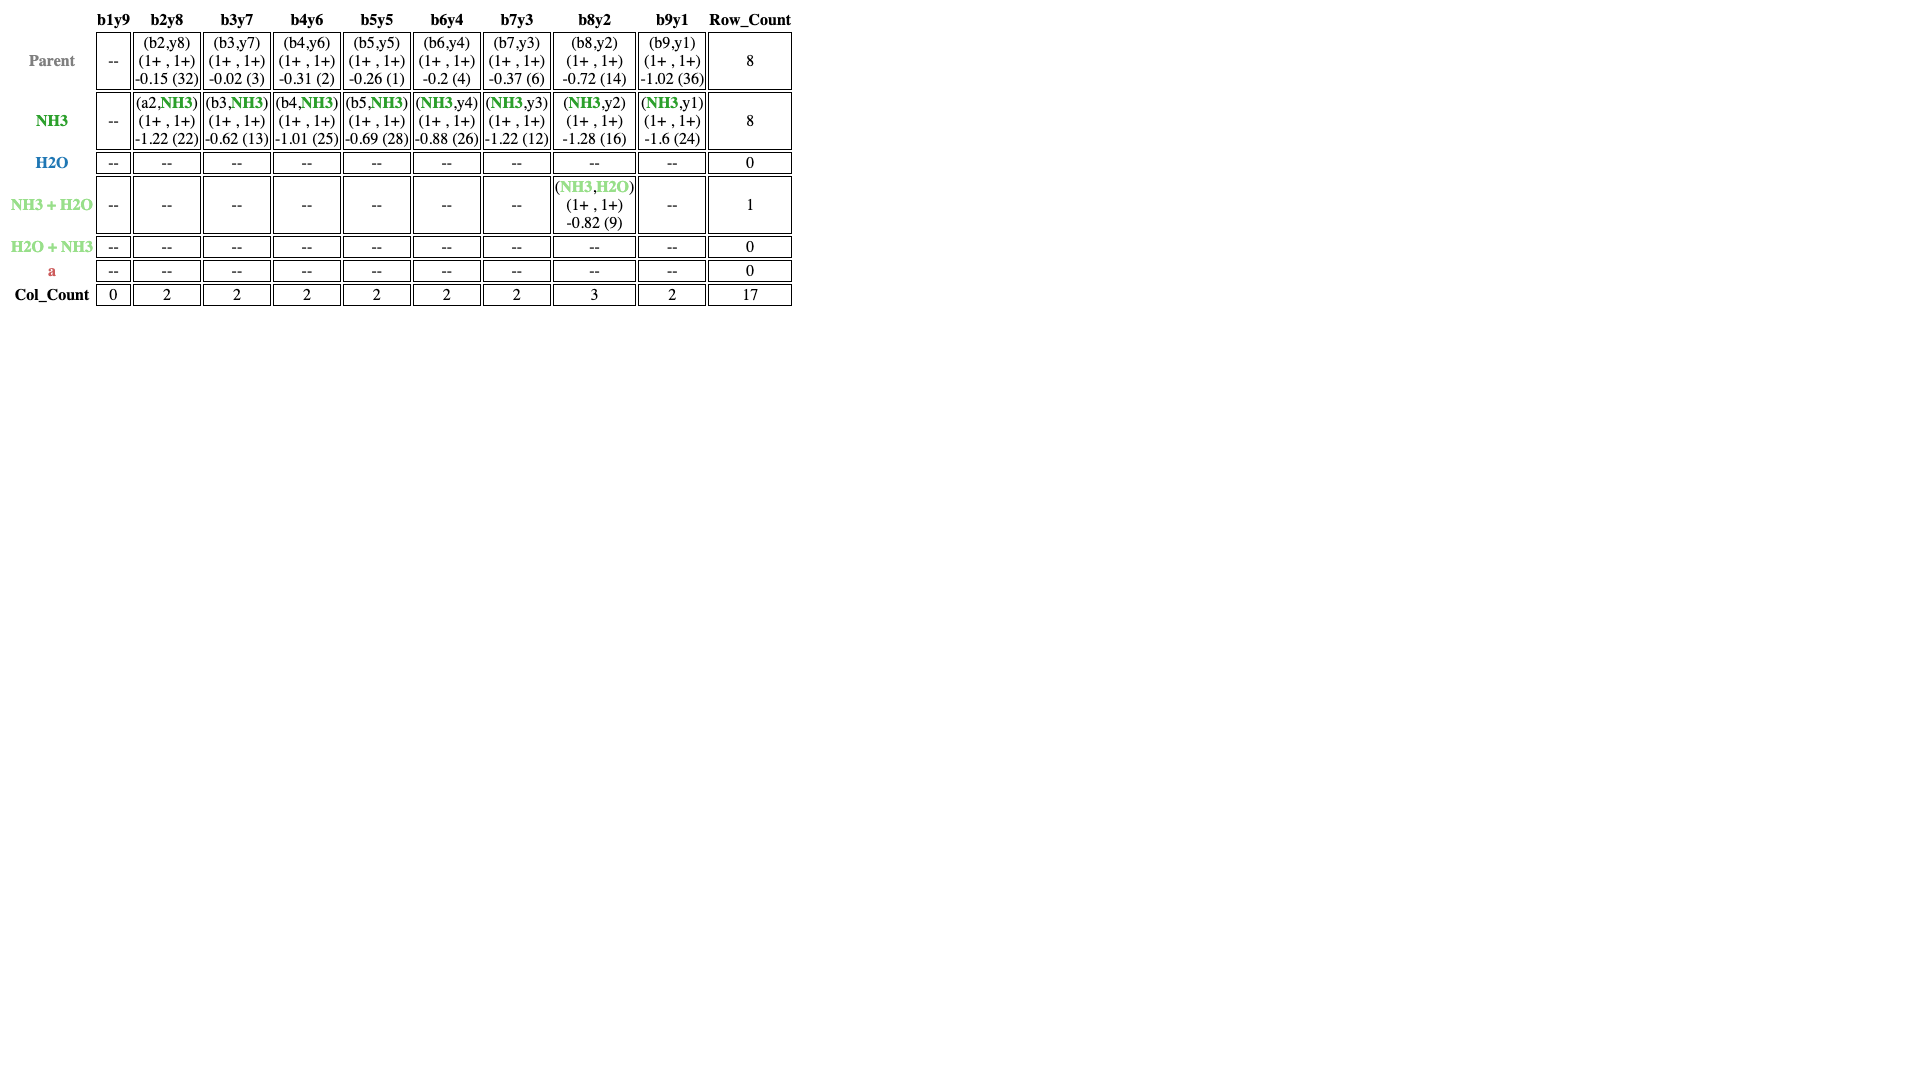 b1y9 b2y8 b3y7 b4y6 b5y5 b6y4 b7y3 b8y2 b9y1 Row_Count
Parent -- (b2,y8) (1+ , 1+) -0.15 (32) (b3,y7) (1+ , 1+) -0.02 (3) (b4,y6) (1+ , 1+) -0.31 (2) (b5,y5) (1+ , 1+) -0.26 (1) (b6,y4) (1+ , 1+) -0.2 (4) (b7,y3) (1+ , 1+) -0.37 (6) (b8,y2) (1+ , 1+) -0.72 (14) (b9,y1) (1+ , 1+) -1.02 (36) 8
NH3 -- (a2,NH3) (1+ , 1+) -1.22 (22) (b3,NH3) (1+ , 1+) -0.62 (13) (b4,NH3) (1+ , 1+) -1.01 (25) (b5,NH3) (1+ , 1+) -0.69 (28) (NH3,y4) (1+ , 1+) -0.88 (26) (NH3,y3) (1+ , 1+) -1.22 (12) (NH3,y2) (1+ , 1+) -1.28 (16) (NH3,y1) (1+ , 1+) -1.6 (24) 8
H2O -- -- -- -- -- -- -- -- -- 0
NH3 + H2O -- -- -- -- -- -- -- (NH3,H2O) (1+ , 1+) -0.82 (9) -- 1
H2O + NH3 -- -- -- -- -- -- -- -- -- 0
a -- -- -- -- -- -- -- -- -- 0
Col_Count 0 2 2 2 2 2 2 3 2 17